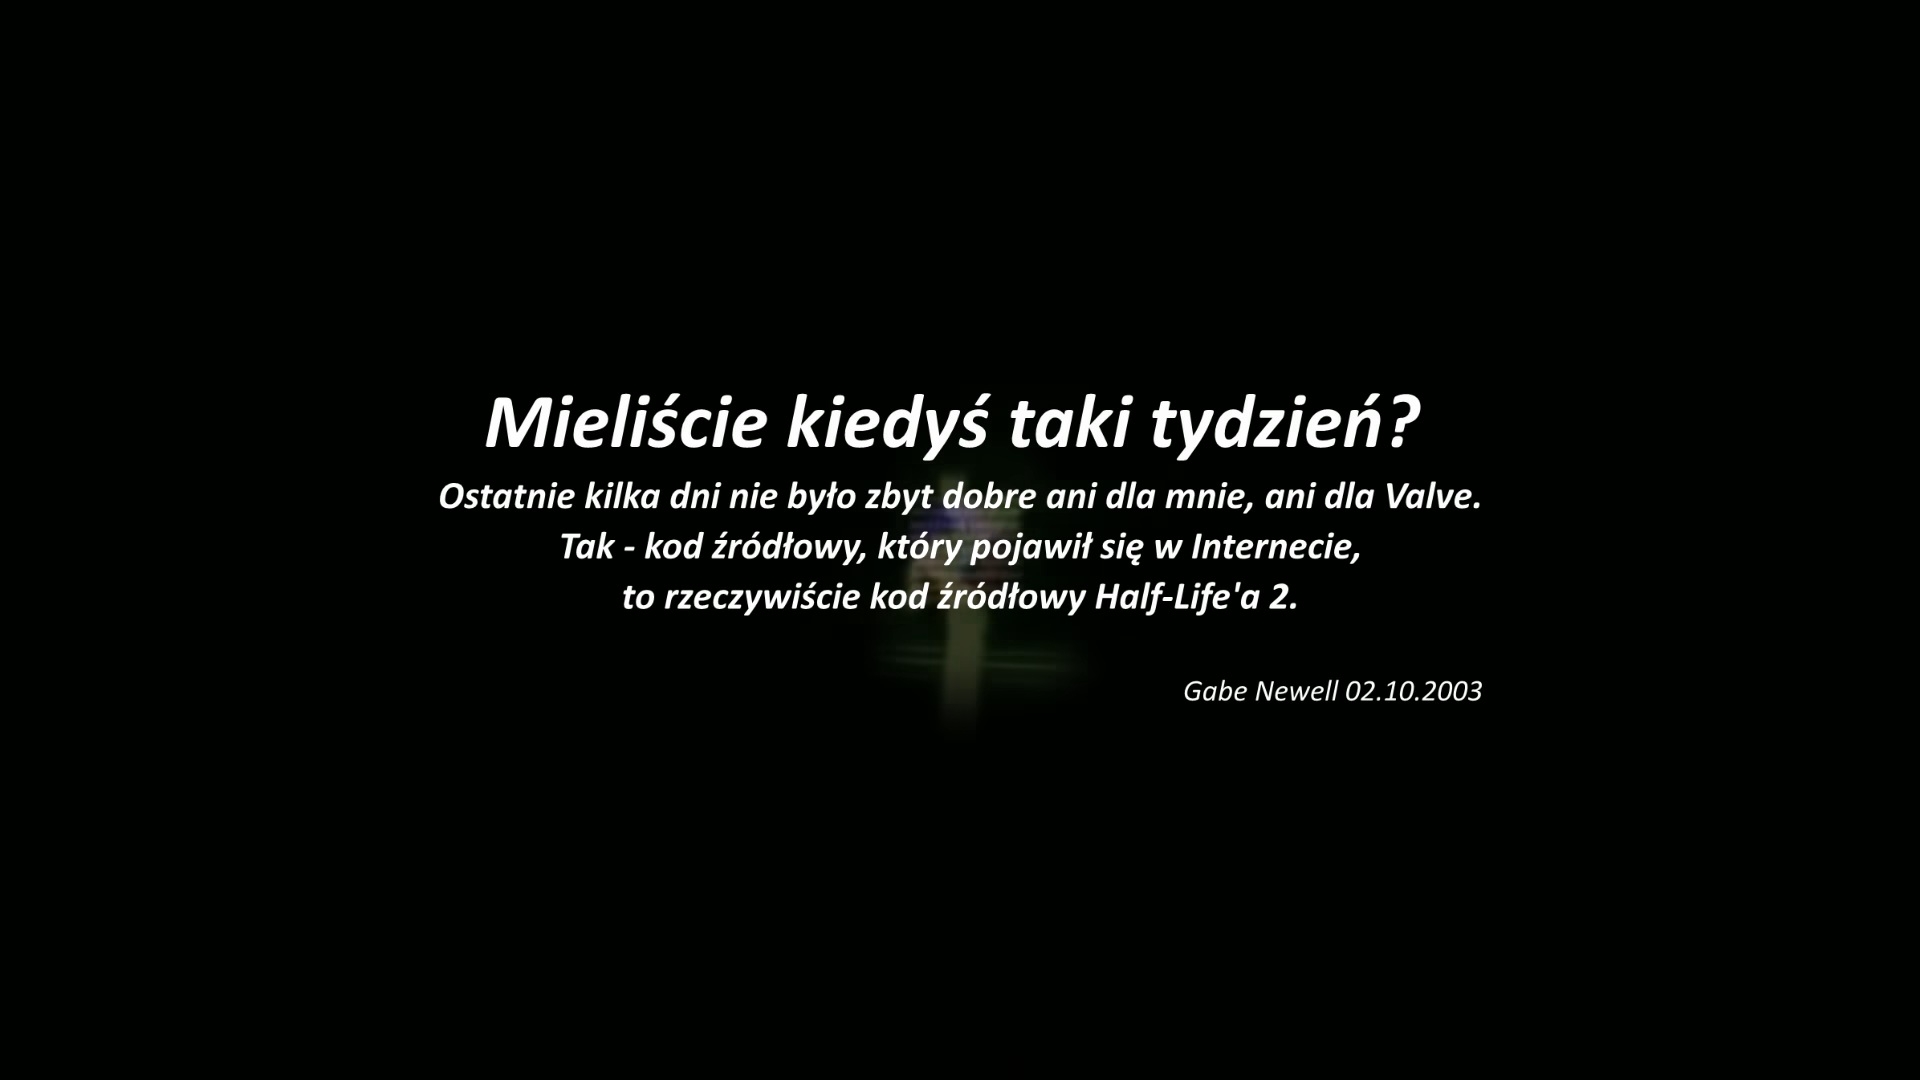 Mieliście kiedyś taki tydzień?
Ostatnie kilka dni nie było zbyt dobre ani dla mnie, ani dla Valve.
Tak - kod źródłowy, który pojawił się w Internecie,
to rzeczywiście kod źródłowy Half-Life'a 2.
Gabe Newell 02.10.2003